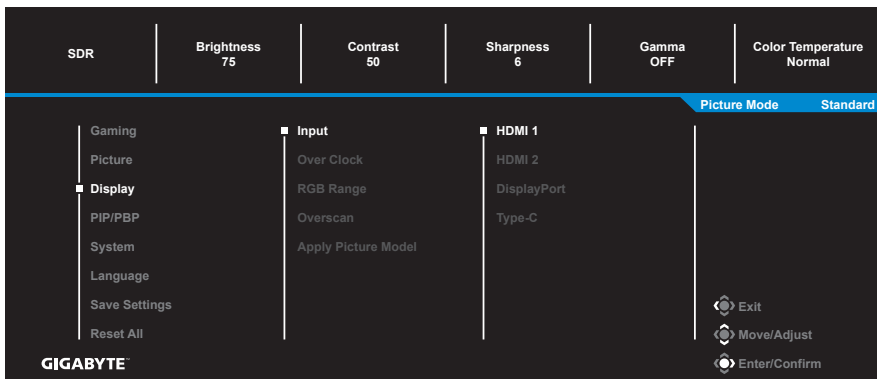 SDR
Brightness
75
Contrast
50
Sharpness
6
Gamma
OFF
Color Temperature
Normal
Picture Mode Standard
Gaming
Picture
Display
PIP/PBP
System
Language
Save Settings
Reset All
Input
Over Clock
RGB Range
Overscan
Apply Picture Model
HDMI 1
HDMI 2
DisplayPort
Type-C
Exit
Move/Adjust
Enter/Confirm
GIGABYTE™